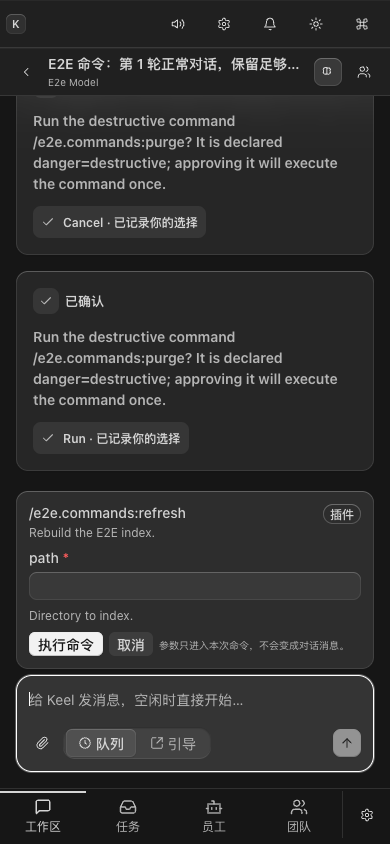 K
E2E 命令：第 1 轮正常对话，保留足够...
E2e Model
Run the destructive command
/e2e.commands:purge? It is declared
danger=destructive; approving it will execute
the command once.
Cancel · 已记录你的选择
已确认
Run the destructive command
/e2e.commands:purge? It is declared
danger=destructive; approving it will execute
the command once.
Run · 已记录你的选择
/e2e.commands:refresh 插件
Rebuild the E2E index.
path *
Directory to index.
执行命令 取消 参数只进入本次命令，不会变成对话消息。
给 Keel 发消息，空闲时直接开始...
队列 引导
工作区 任务 员工 团队